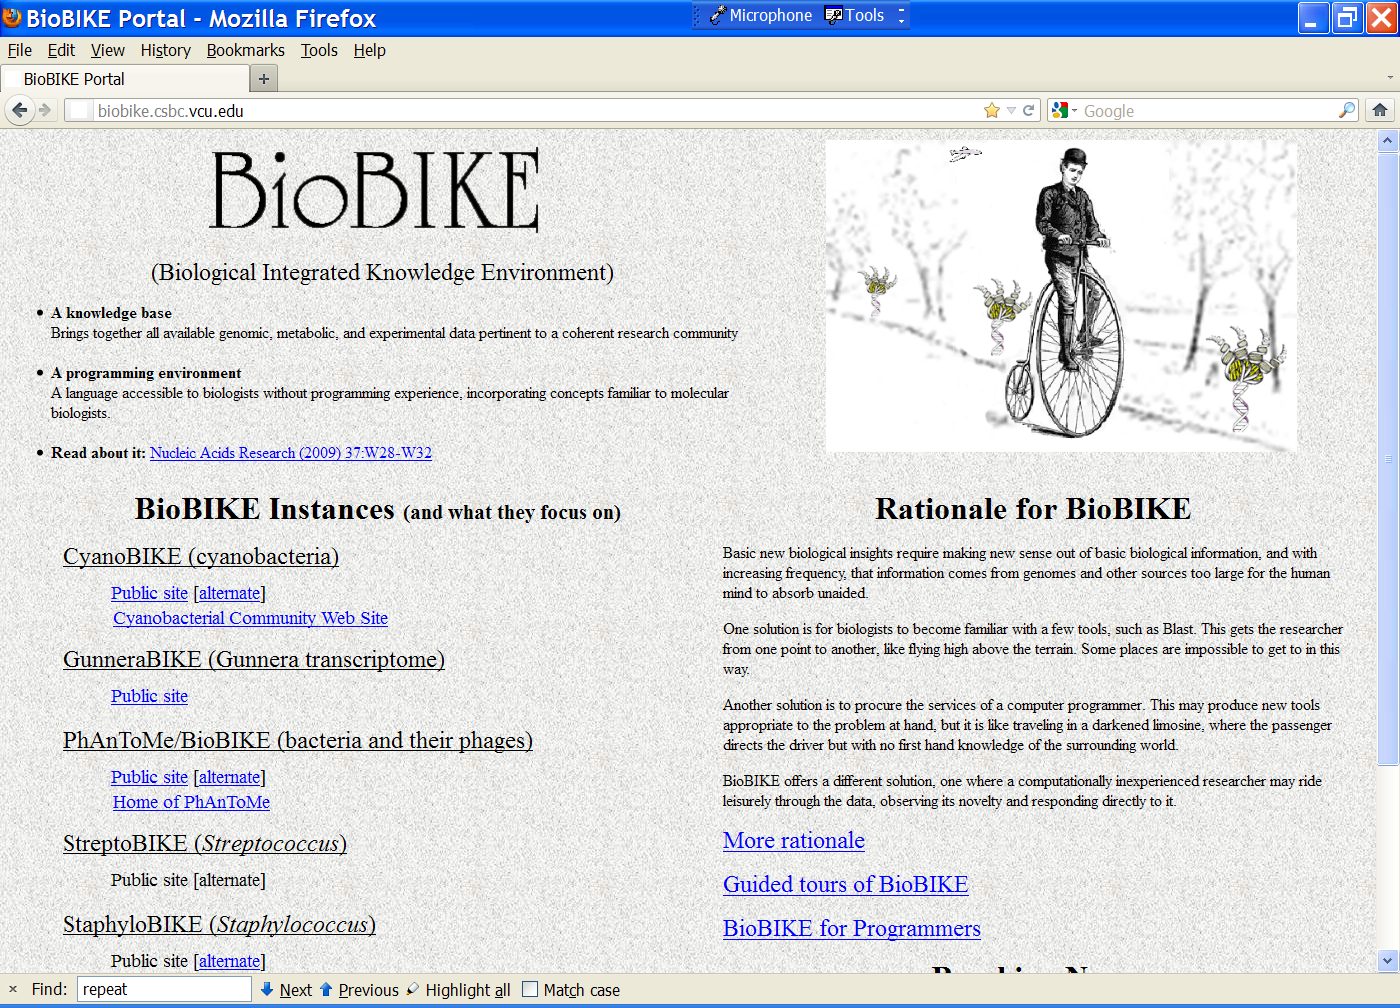 BioBIKE Portal - Mozilla Firefox
Microphone Tools
File Edit View History Bookmarks Tools Help
BioBIKE Portal
biobike.csbc.vcu.edu
Google
BioBIKE
(Biological Integrated Knowledge Environment)
• A knowledge base
Brings together all available genomic, metabolic, and experimental data pertinent to a coherent research community
• A programming environment
A language accessible to biologists without programming experience, incorporating concepts familiar to molecular
biologists.
• Read about it: Nucleic Acids Research (2009) 37:W28-W32
BioBIKE Instances (and what they focus on)
CyanoBIKE (cyanobacteria)
Public site [alternate]
Cyanobacterial Community Web Site
GunneraBIKE (Gunnera transcriptome)
Public site
PhAnToMe/BioBIKE (bacteria and their phages)
Public site [alternate]
Home of PhAnToMe
StreptoBIKE (Streptococcus)
Public site [alternate]
StaphyloBIKE (Staphylococcus)
Public site [alternate]
Rationale for BioBIKE
Basic new biological insights require making new sense out of basic biological information, and with
increasing frequency, that information comes from genomes and other sources too large for the human
mind to absorb unaided.
One solution is for biologists to become familiar with a few tools, such as Blast. This gets the researcher
from one point to another, like flying high above the terrain. Some places are impossible to get to in this
way.
Another solution is to procure the services of a computer programmer. This may produce new tools
appropriate to the problem at hand, but it is like traveling in a darkened limosine, where the passenger
directs the driver but with no first hand knowledge of the surrounding world.
BioBIKE offers a different solution, one where a computationally inexperienced researcher may ride
leisurely through the data, observing its novelty and responding directly to it.
More rationale
Guided tours of BioBIKE
BioBIKE for Programmers
Find: repeat Next Previous Highlight all Match case